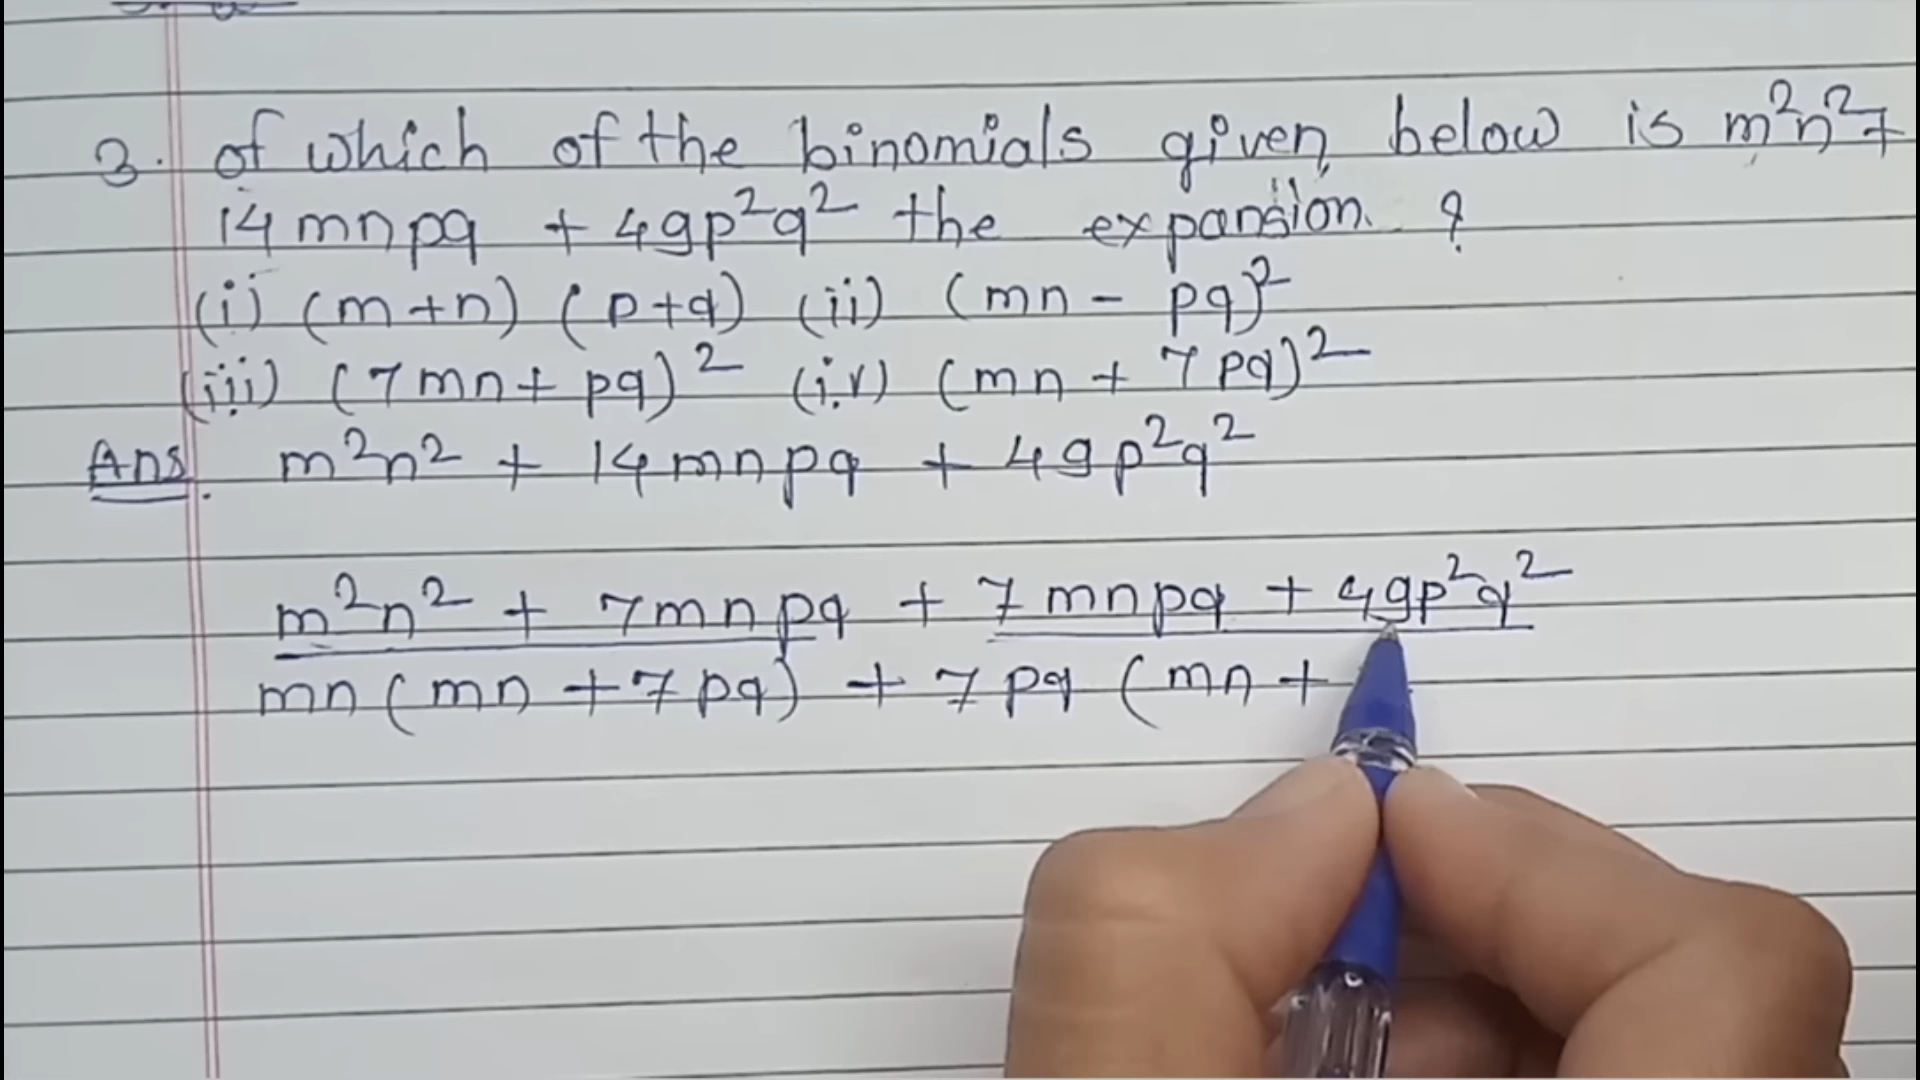 3. of which of the binomials given below is m²n²+
14mnpq + 49p²q² the expansion ?
(i) (m+n) (p+q) (ii) (mn - pq)²
(iii) (7mn+pq)² (iv) (mn + 7pq)²
Ans. m²n² + 14mnpq + 49p²q²
m²n² + 7mnpq + 7mnpq + 49p²q²
mn(mn +7pq) + 7pq (mn +